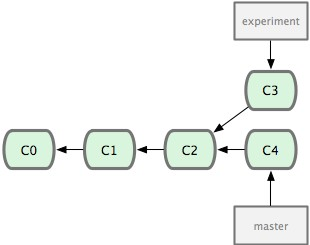 experiment
C3
C0 C1 C2 C4
master